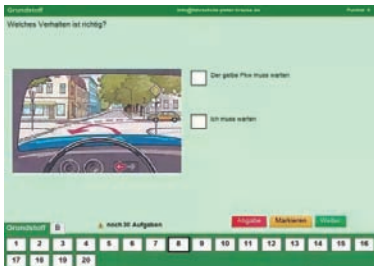 Grundstoff
Punkte: 5
Welches Verhalten ist richtig?
Der gelbe Pkw muss warten
Ich muss warten
noch 30 Aufgaben
Abgabe
Markieren
Weiter
Grundstoff B
1 2 3 4 5 6 7 8 9 10 11 12 13 14 15 16
17 18 19 20